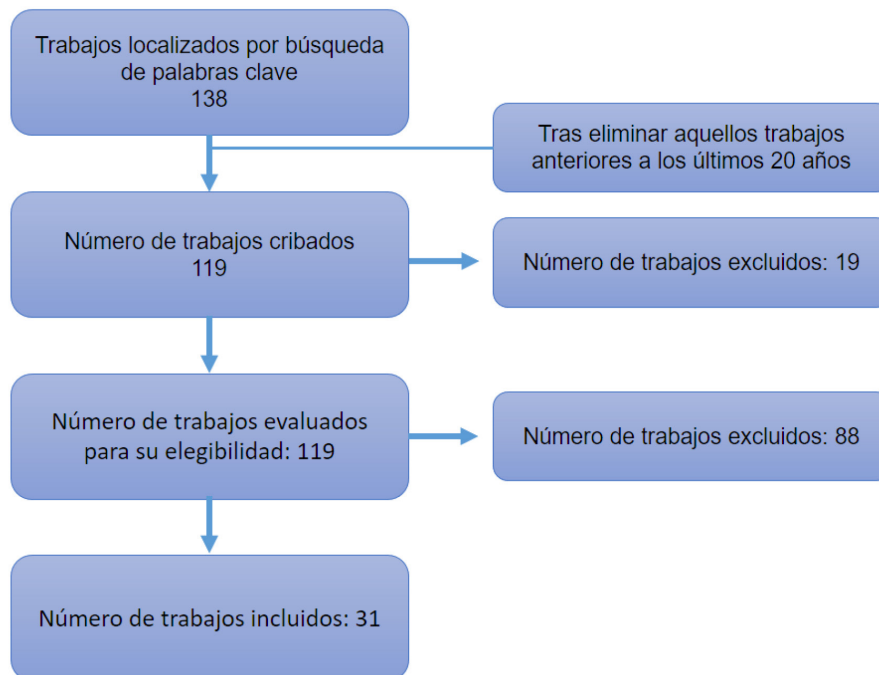 Trabajos localizados por búsqueda
de palabras clave
138
Tras eliminar aquellos trabajos
anteriores a los últimos 20 años
Número de trabajos cribados
119
Número de trabajos excluidos: 19
Número de trabajos evaluados
para su elegibilidad: 119
Número de trabajos excluidos: 88
Número de trabajos incluidos: 31